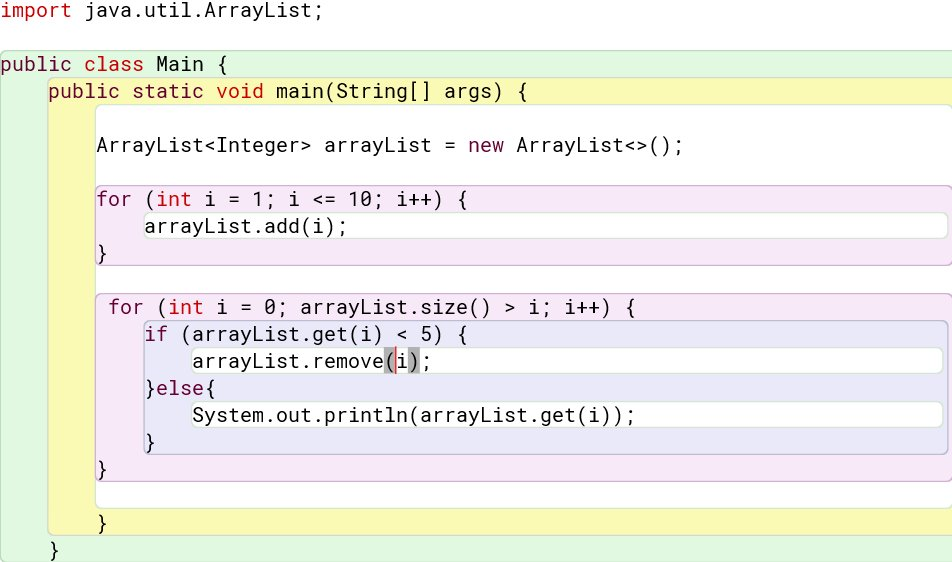 import java.util.ArrayList;
public class Main {
public static void main(String[] args) {
ArrayList<Integer> arrayList = new ArrayList<>();
for (int i = 1; i <= 10; i++) {
arrayList.add(i);
}
for (int i = 0; arrayList.size() > i; i++) {
if (arrayList.get(i) < 5) {
arrayList.remove(i);
}else{
System.out.println(arrayList.get(i));
}
}
}
}